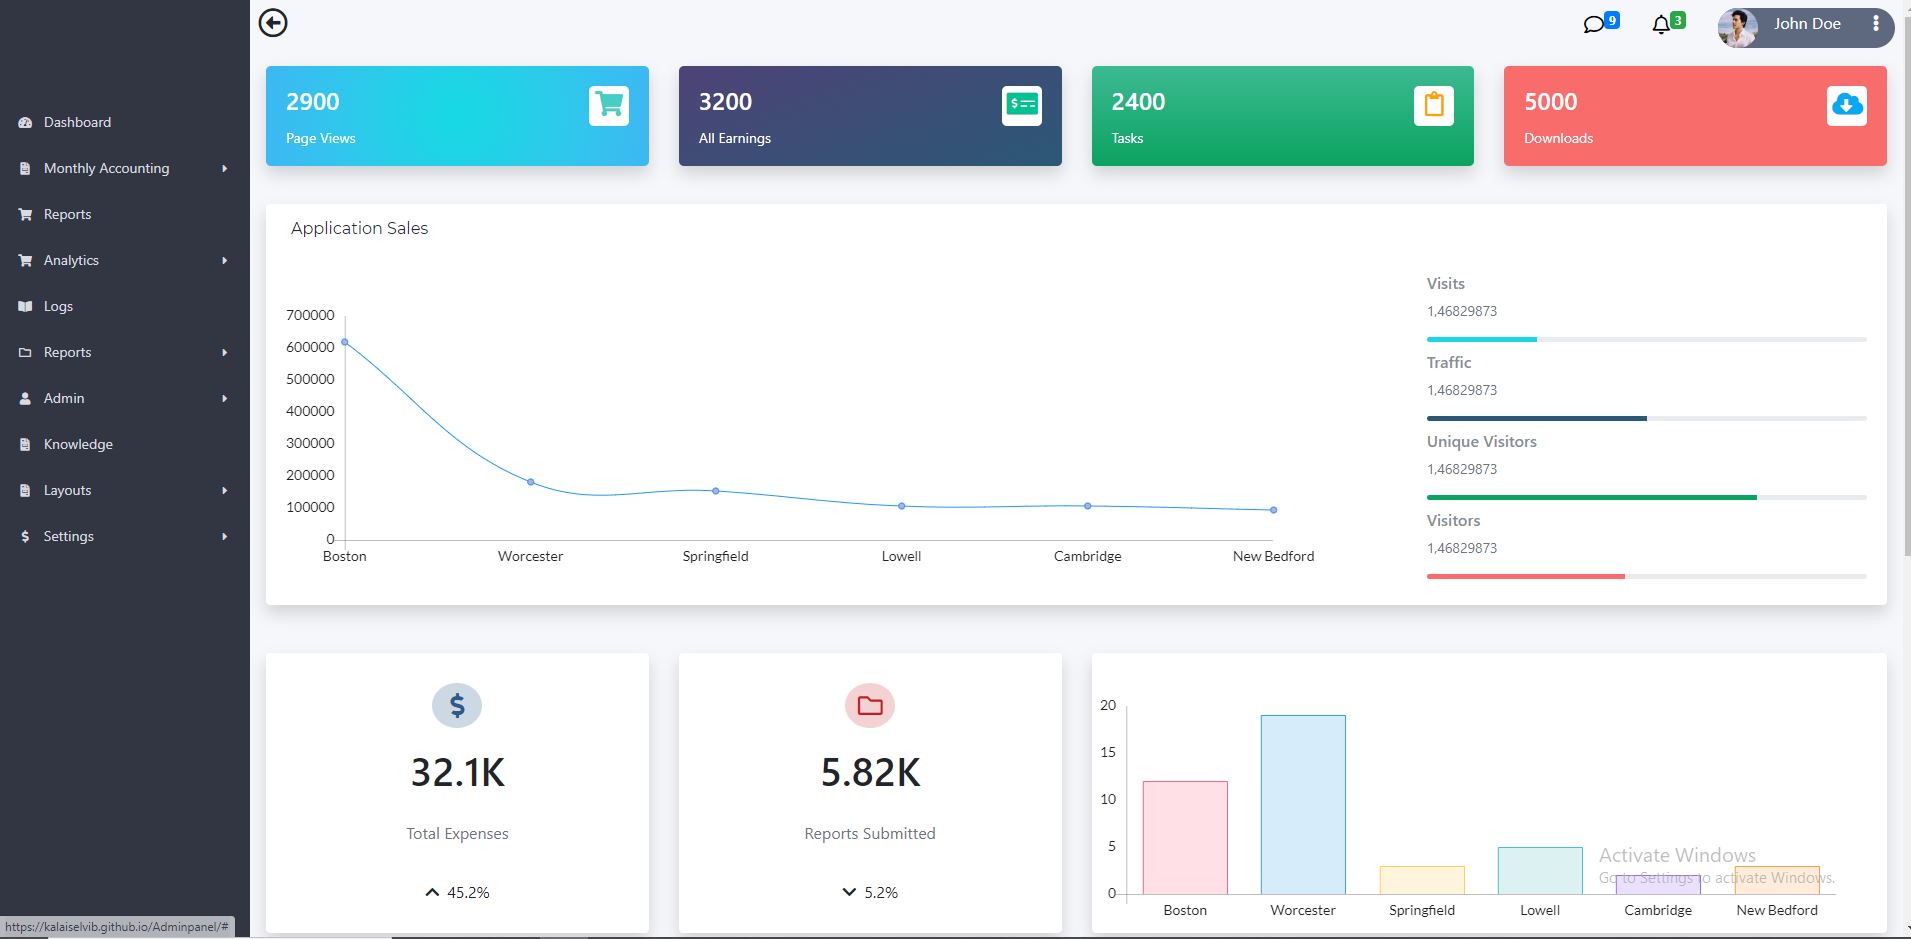 9
3
John Doe
Dashboard
Monthly Accounting
Reports
Analytics
Logs
Reports
Admin
Knowledge
Layouts
Settings
2900
Page Views
3200
All Earnings
2400
Tasks
5000
Downloads
Application Sales
700000
600000
500000
400000
300000
200000
100000
0
Boston Worcester Springfield Lowell Cambridge New Bedford
Visits
1,46829873
Traffic
1,46829873
Unique Visitors
1,46829873
Visitors
1,46829873
$
32.1K
Total Expenses
45.2%
5.82K
Reports Submitted
5.2%
20
15
10
5
0
Boston Worcester Springfield Lowell Cambridge New Bedford
Activate Windows
Go to Settings to activate Windows.
https://kalaiselvib.github.io/Adminpanel/#